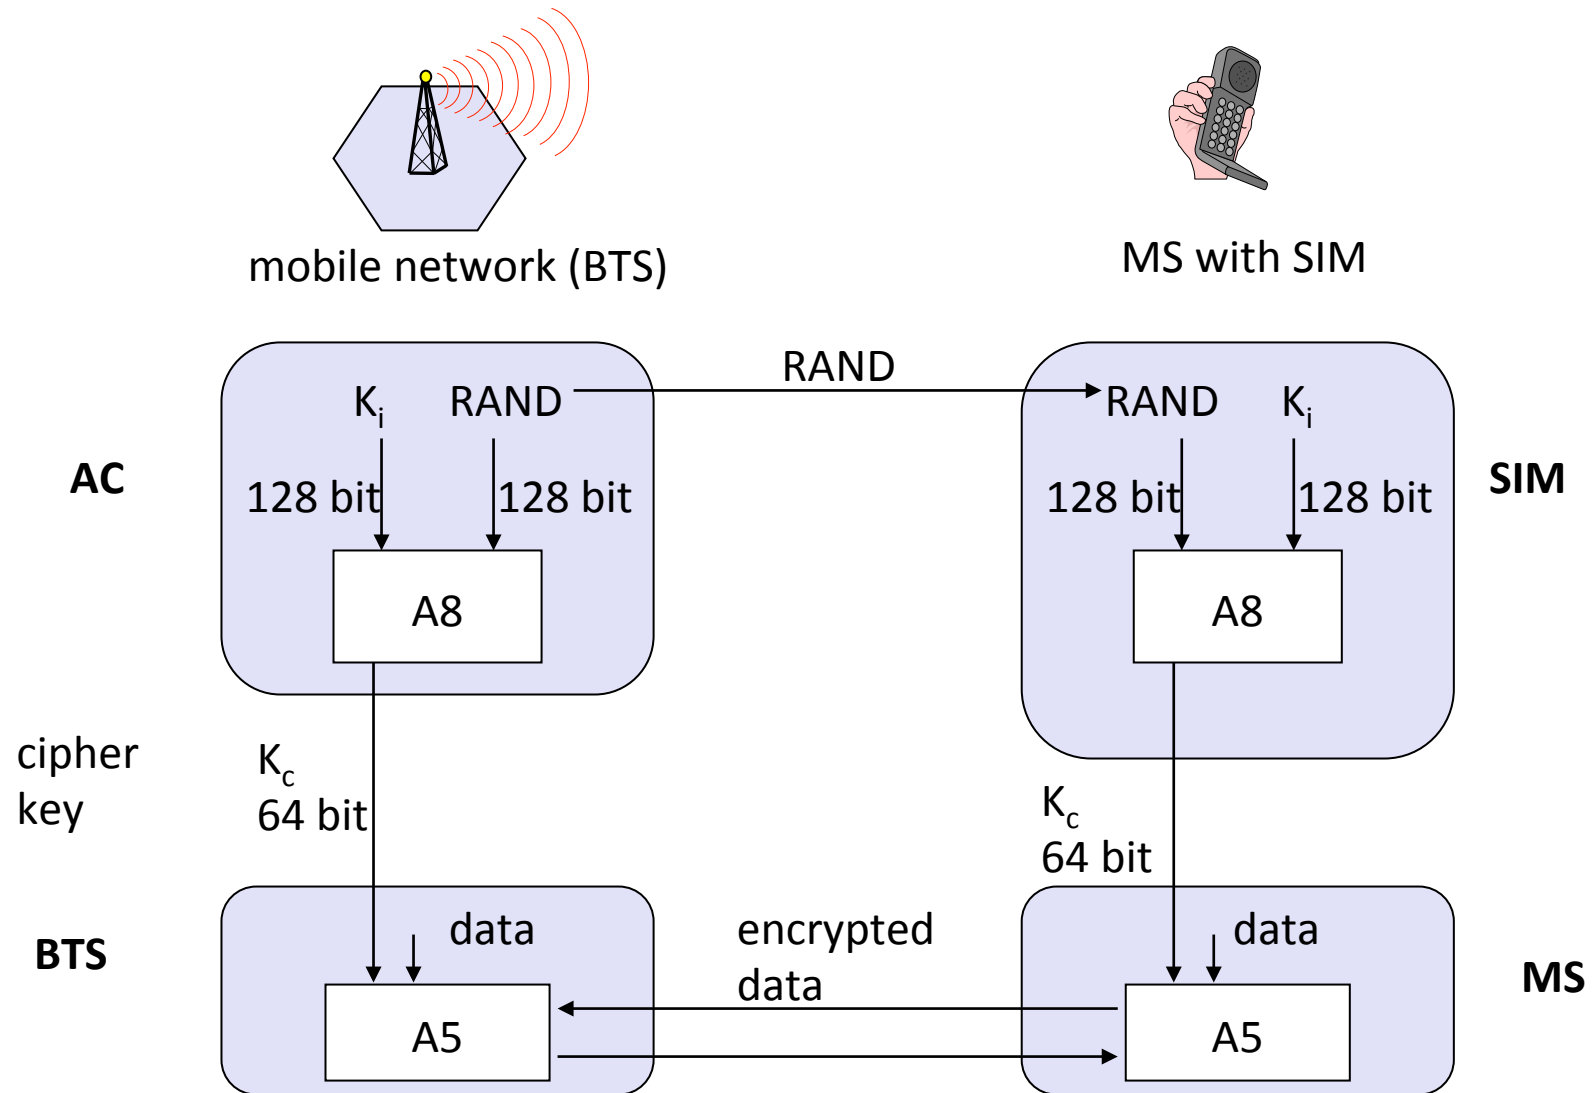 mobile network (BTS)
MS with SIM
RAND
Ki
RAND
RAND
Ki
AC
128 bit
128 bit
128 bit
128 bit
SIM
A8
A8
cipher
key
Kc
64 bit
Kc
64 bit
BTS
data
encrypted
data
data
MS
A5
A5